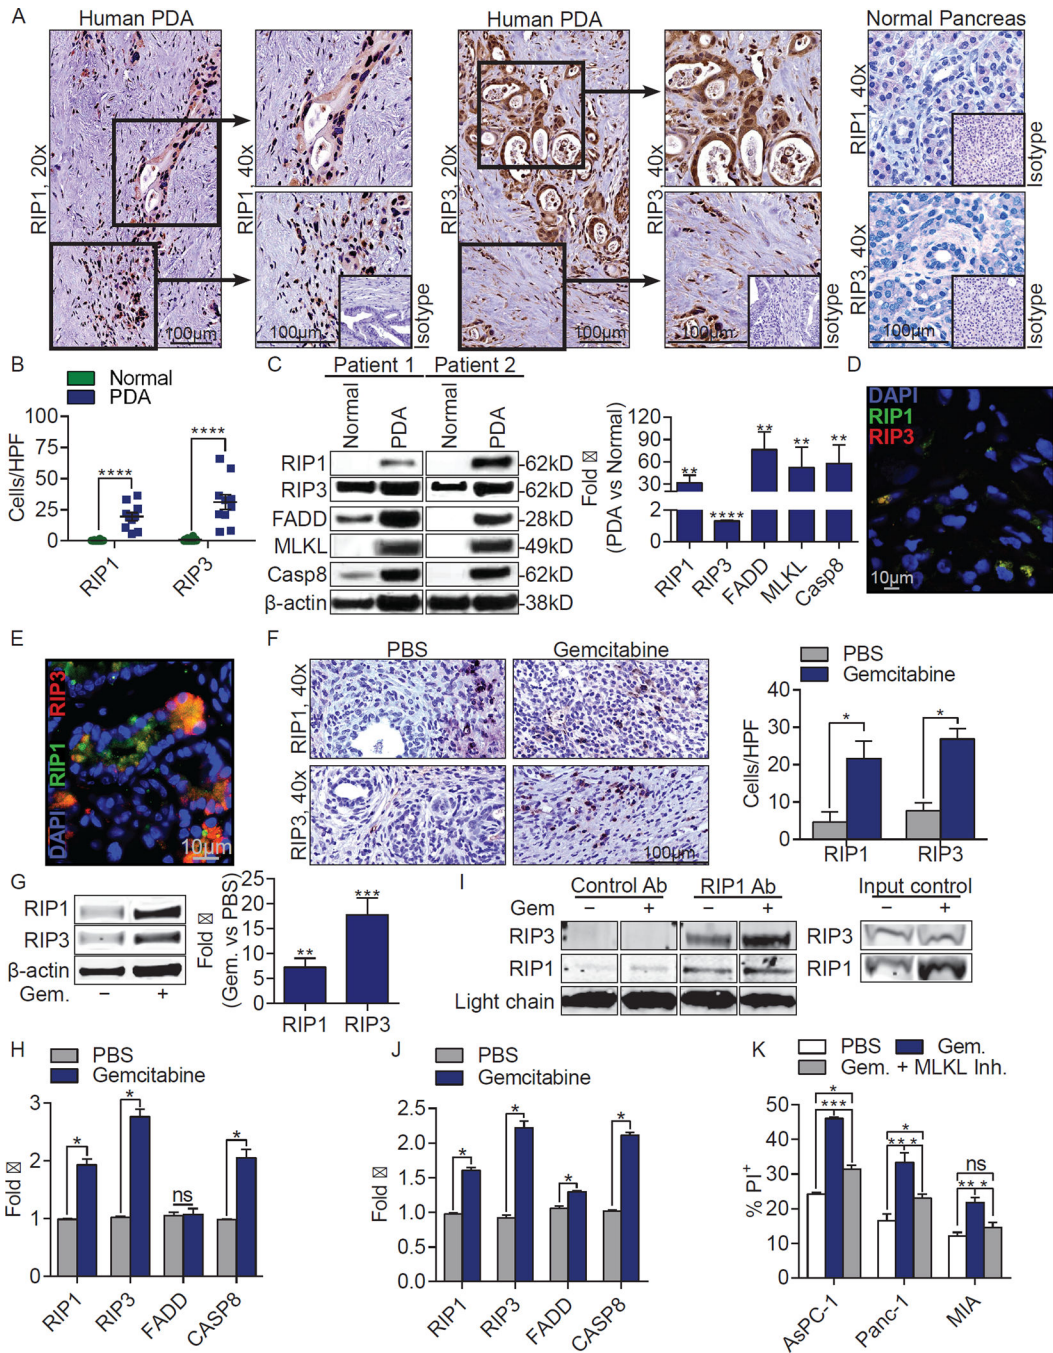 A
Human PDA
Human PDA
Normal Pancreas
RIP1, 20x
100µm
RIP1, 40x
100µm
Isotype
RIP3, 20x
100µm
RIP3, 40x
100µm
Isotype
RIP1, 40x
Isotype
RIP3, 40x
100µm
Isotype
B
Normal
PDA
Cells/HPF
100
75
50
25
0
****
****
RIP1
RIP3
C
Patient 1
Patient 2
Normal
PDA
Normal
PDA
RIP1
-62kD
RIP3
-62kD
FADD
-28kD
MLKL
-49kD
Casp8
-62kD
β-actin
-38kD
Fold
(PDA vs Normal)
120
90
60
30
2
0
**
****
**
**
**
RIP1
RIP3
FADD
MLKL
Casp8
D
DAPI
RIP1
RIP3
10µm
E
DAPI RIP1 RIP3
10µm
F
PBS
Gemcitabine
RIP1, 40x
RIP3, 40x
100µm
PBS
Gemcitabine
Cells/HPF
40
30
20
10
0
*
*
RIP1
RIP3
G
RIP1
RIP3
β-actin
Gem. − +
Fold
(Gem. vs PBS)
25
20
15
10
5
0
**
***
RIP1
RIP3
I
Control Ab
RIP1 Ab
Input control
Gem − + − +
− +
RIP3
RIP1
Light chain
RIP3
RIP1
H
PBS
Gemcitabine
Fold
3
2
1
0
*
*
ns
*
RIP1
RIP3
FADD
CASP8
J
PBS
Gemcitabine
Fold
2.5
2.0
1.5
1.0
0.5
0.0
*
*
*
*
RIP1
RIP3
FADD
CASP8
K
PBS
Gem.
Gem. + MLKL Inh.
% PI+
50
40
30
20
10
0
*
***
*
***
ns
***
AsPC-1
Panc-1
MIA